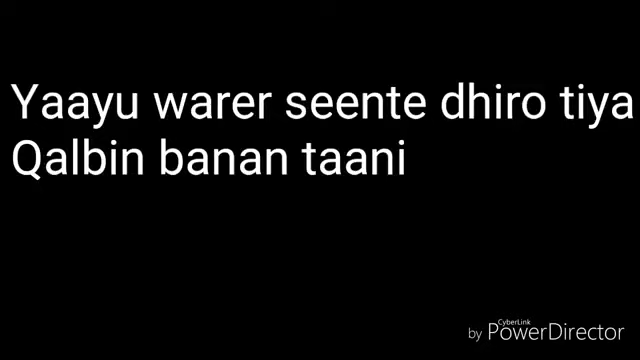 Yaayu warer seente dhiro tiya
Qalbin banan taani
by CyberLink PowerDirector